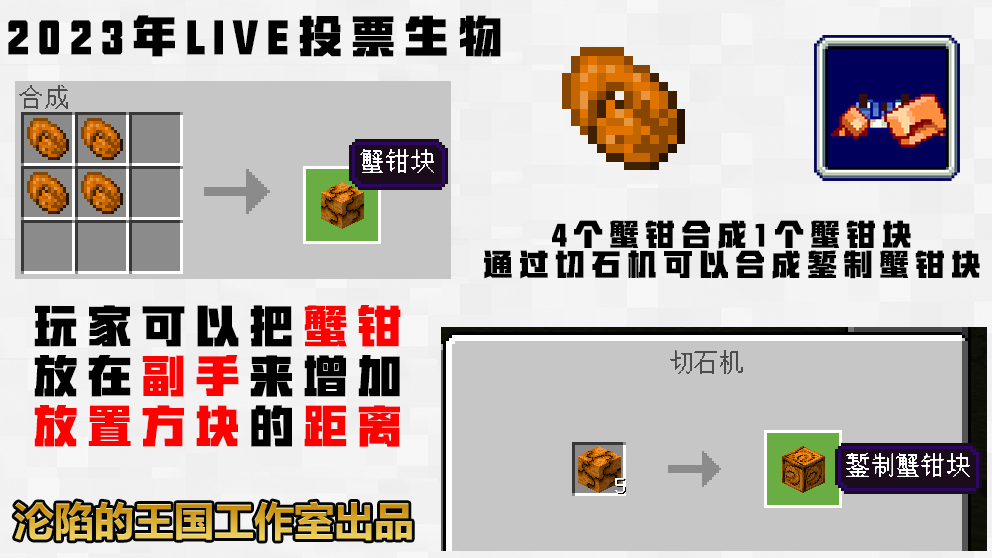 2023年LIVE投票生物
合成
蟹钳块
4个蟹钳合成1个蟹钳块
通过切石机可以合成錾制蟹钳块
玩家可以把蟹钳
放在副手来增加
放置方块的距离
切石机
5
錾制蟹钳块
沦陷的王国工作室出品